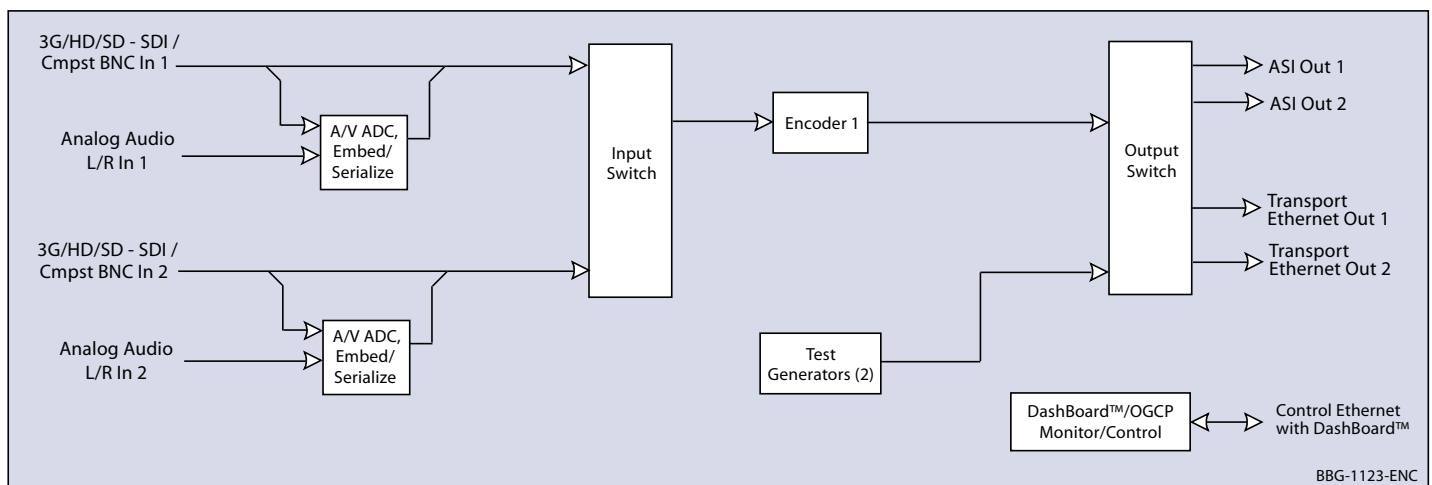 3G/HD/SD - SDI /
Cmpst BNC In 1
Analog Audio
L/R In 1
A/V ADC,
Embed/
Serialize
3G/HD/SD - SDI /
Cmpst BNC In 2
Analog Audio
L/R In 2
A/V ADC,
Embed/
Serialize
Input
Switch
Encoder 1
Test
Generators (2)
Output
Switch
ASI Out 1
ASI Out 2
Transport
Ethernet Out 1
Transport
Ethernet Out 2
DashBoard™/OGCP
Monitor/Control
Control Ethernet
with DashBoard™
BBG-1123-ENC